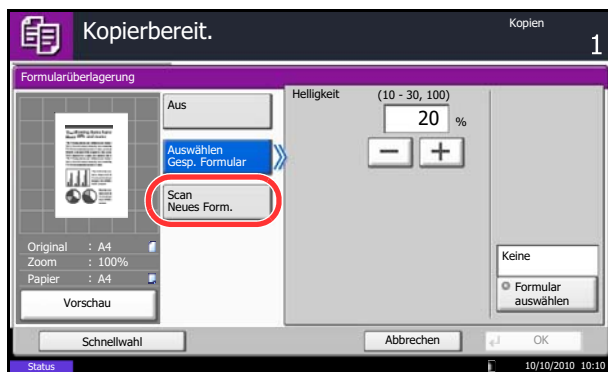 Kopierbereit.
Kopien
1
Formularüberlagerung
Aus
Auswählen
Gesp. Formular
Scan
Neues Form.
Helligkeit
(10 - 30, 100)
20 %
Original : A4
Zoom : 100%
Papier : A4
Vorschau
Keine
Formular
auswählen
Schnellwahl
Abbrechen
OK
Status
10/10/2010 10:10